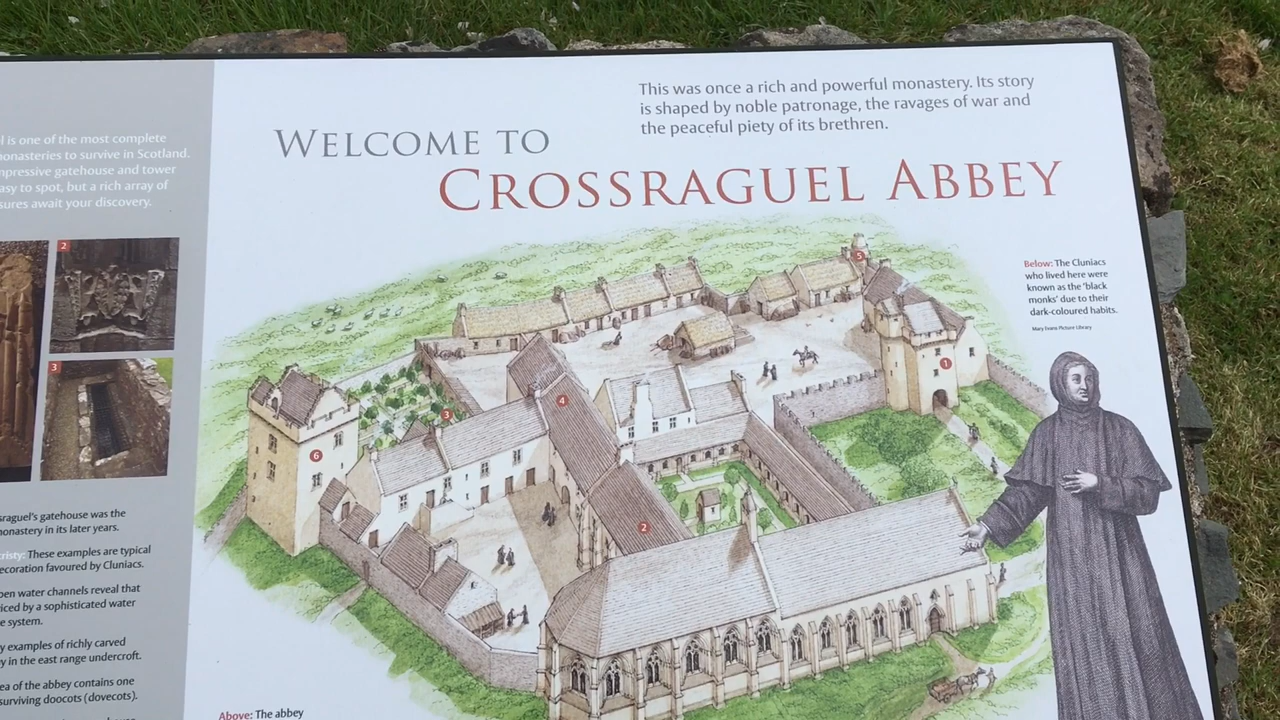 l is one of the most complete
onasteries to survive in Scotland.
mpressive gatehouse and tower
asy to spot, but a rich array of
sures await your discovery.
2
3
sraguel's gatehouse was the
onastery in its later years.
risty: These examples are typical
ecoration favoured by Cluniacs.
pen water channels reveal that
iced by a sophisticated water
e system.
y examples of richly carved
y in the east range undercroft.
ea of the abbey contains one
surviving doocots (dovecots).
This was once a rich and powerful monastery. Its story
is shaped by noble patronage, the ravages of war and
the peaceful piety of its brethren.
WELCOME TO
CROSSRAGUEL ABBEY
Below: The Cluniacs
who lived here were
known as the 'black
monks' due to their
dark-coloured habits.
Mary Evans Picture Library
5
1
4
3
6
2
Above: The abbey